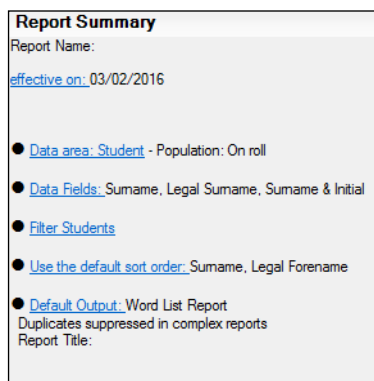 Report Summary
Report Name:
effective on: 03/02/2016
● Data area: Student - Population: On roll
● Data Fields: Surname, Legal Surname, Surname & Initial
● Filter Students
● Use the default sort order: Surname, Legal Forename
● Default Output: Word List Report
Duplicates suppressed in complex reports
Report Title: